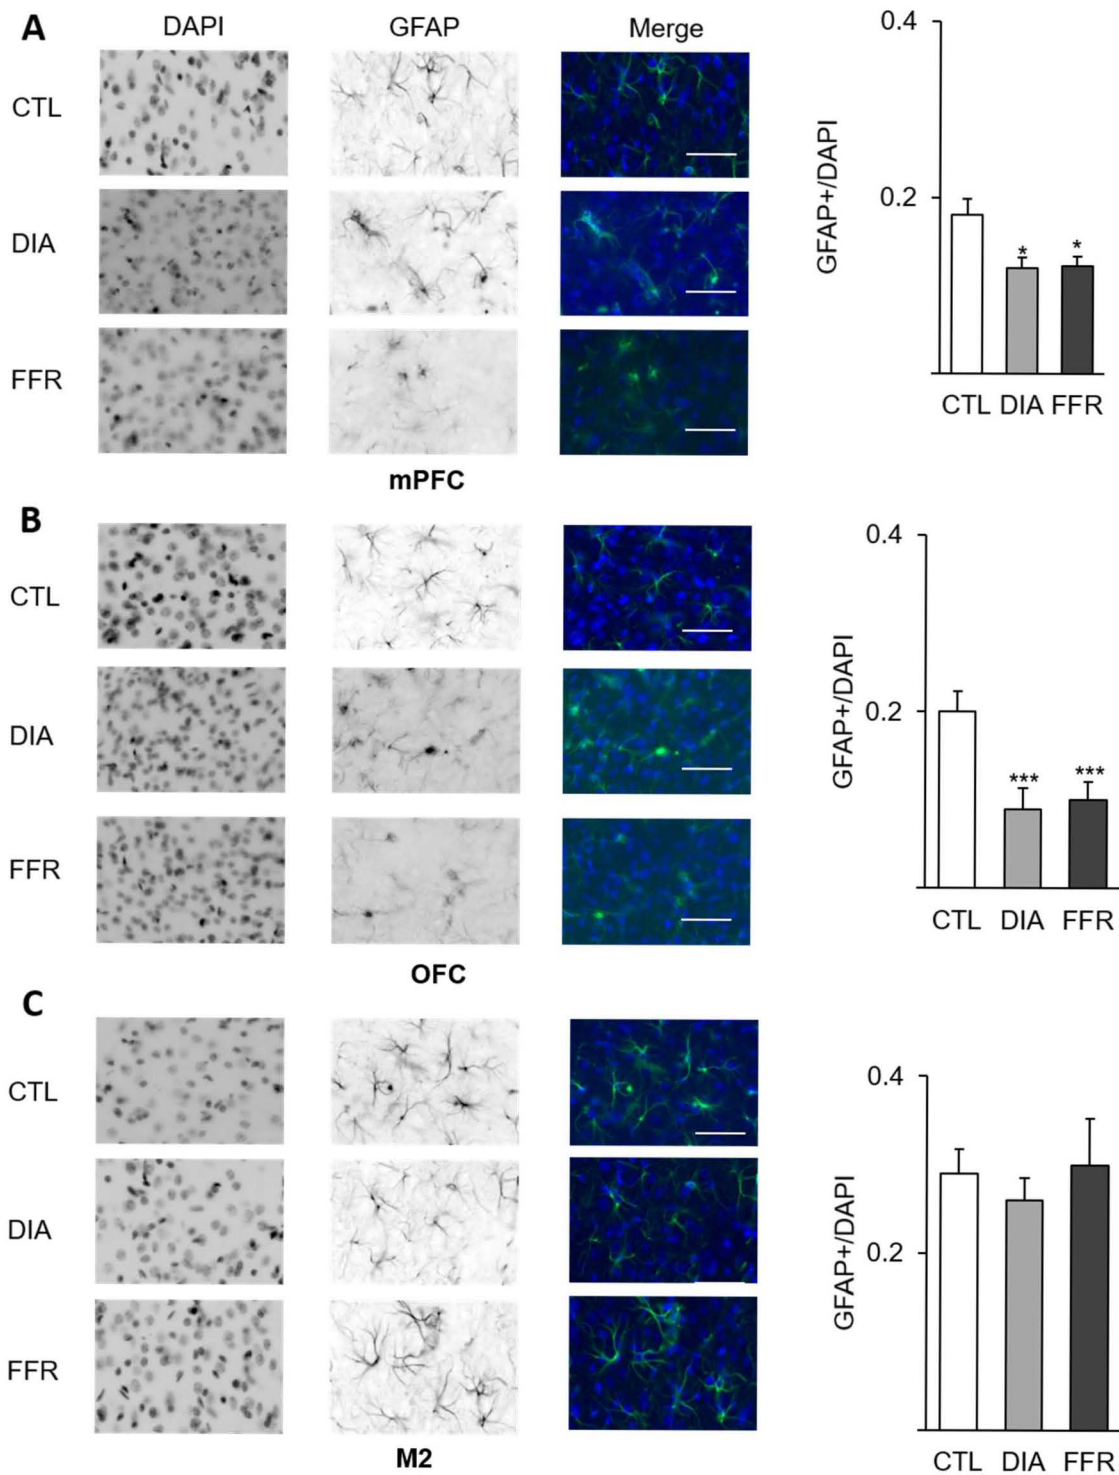 A
DAPI GFAP Merge
CTL
DIA
FFR
mPFC
0.4
0.2
GFAP+/DAPI
* *
CTL DIA FFR
B
CTL
DIA
FFR
OFC
0.4
0.2
GFAP+/DAPI
*** ***
CTL DIA FFR
C
CTL
DIA
FFR
M2
0.4
0.2
GFAP+/DAPI
CTL DIA FFR